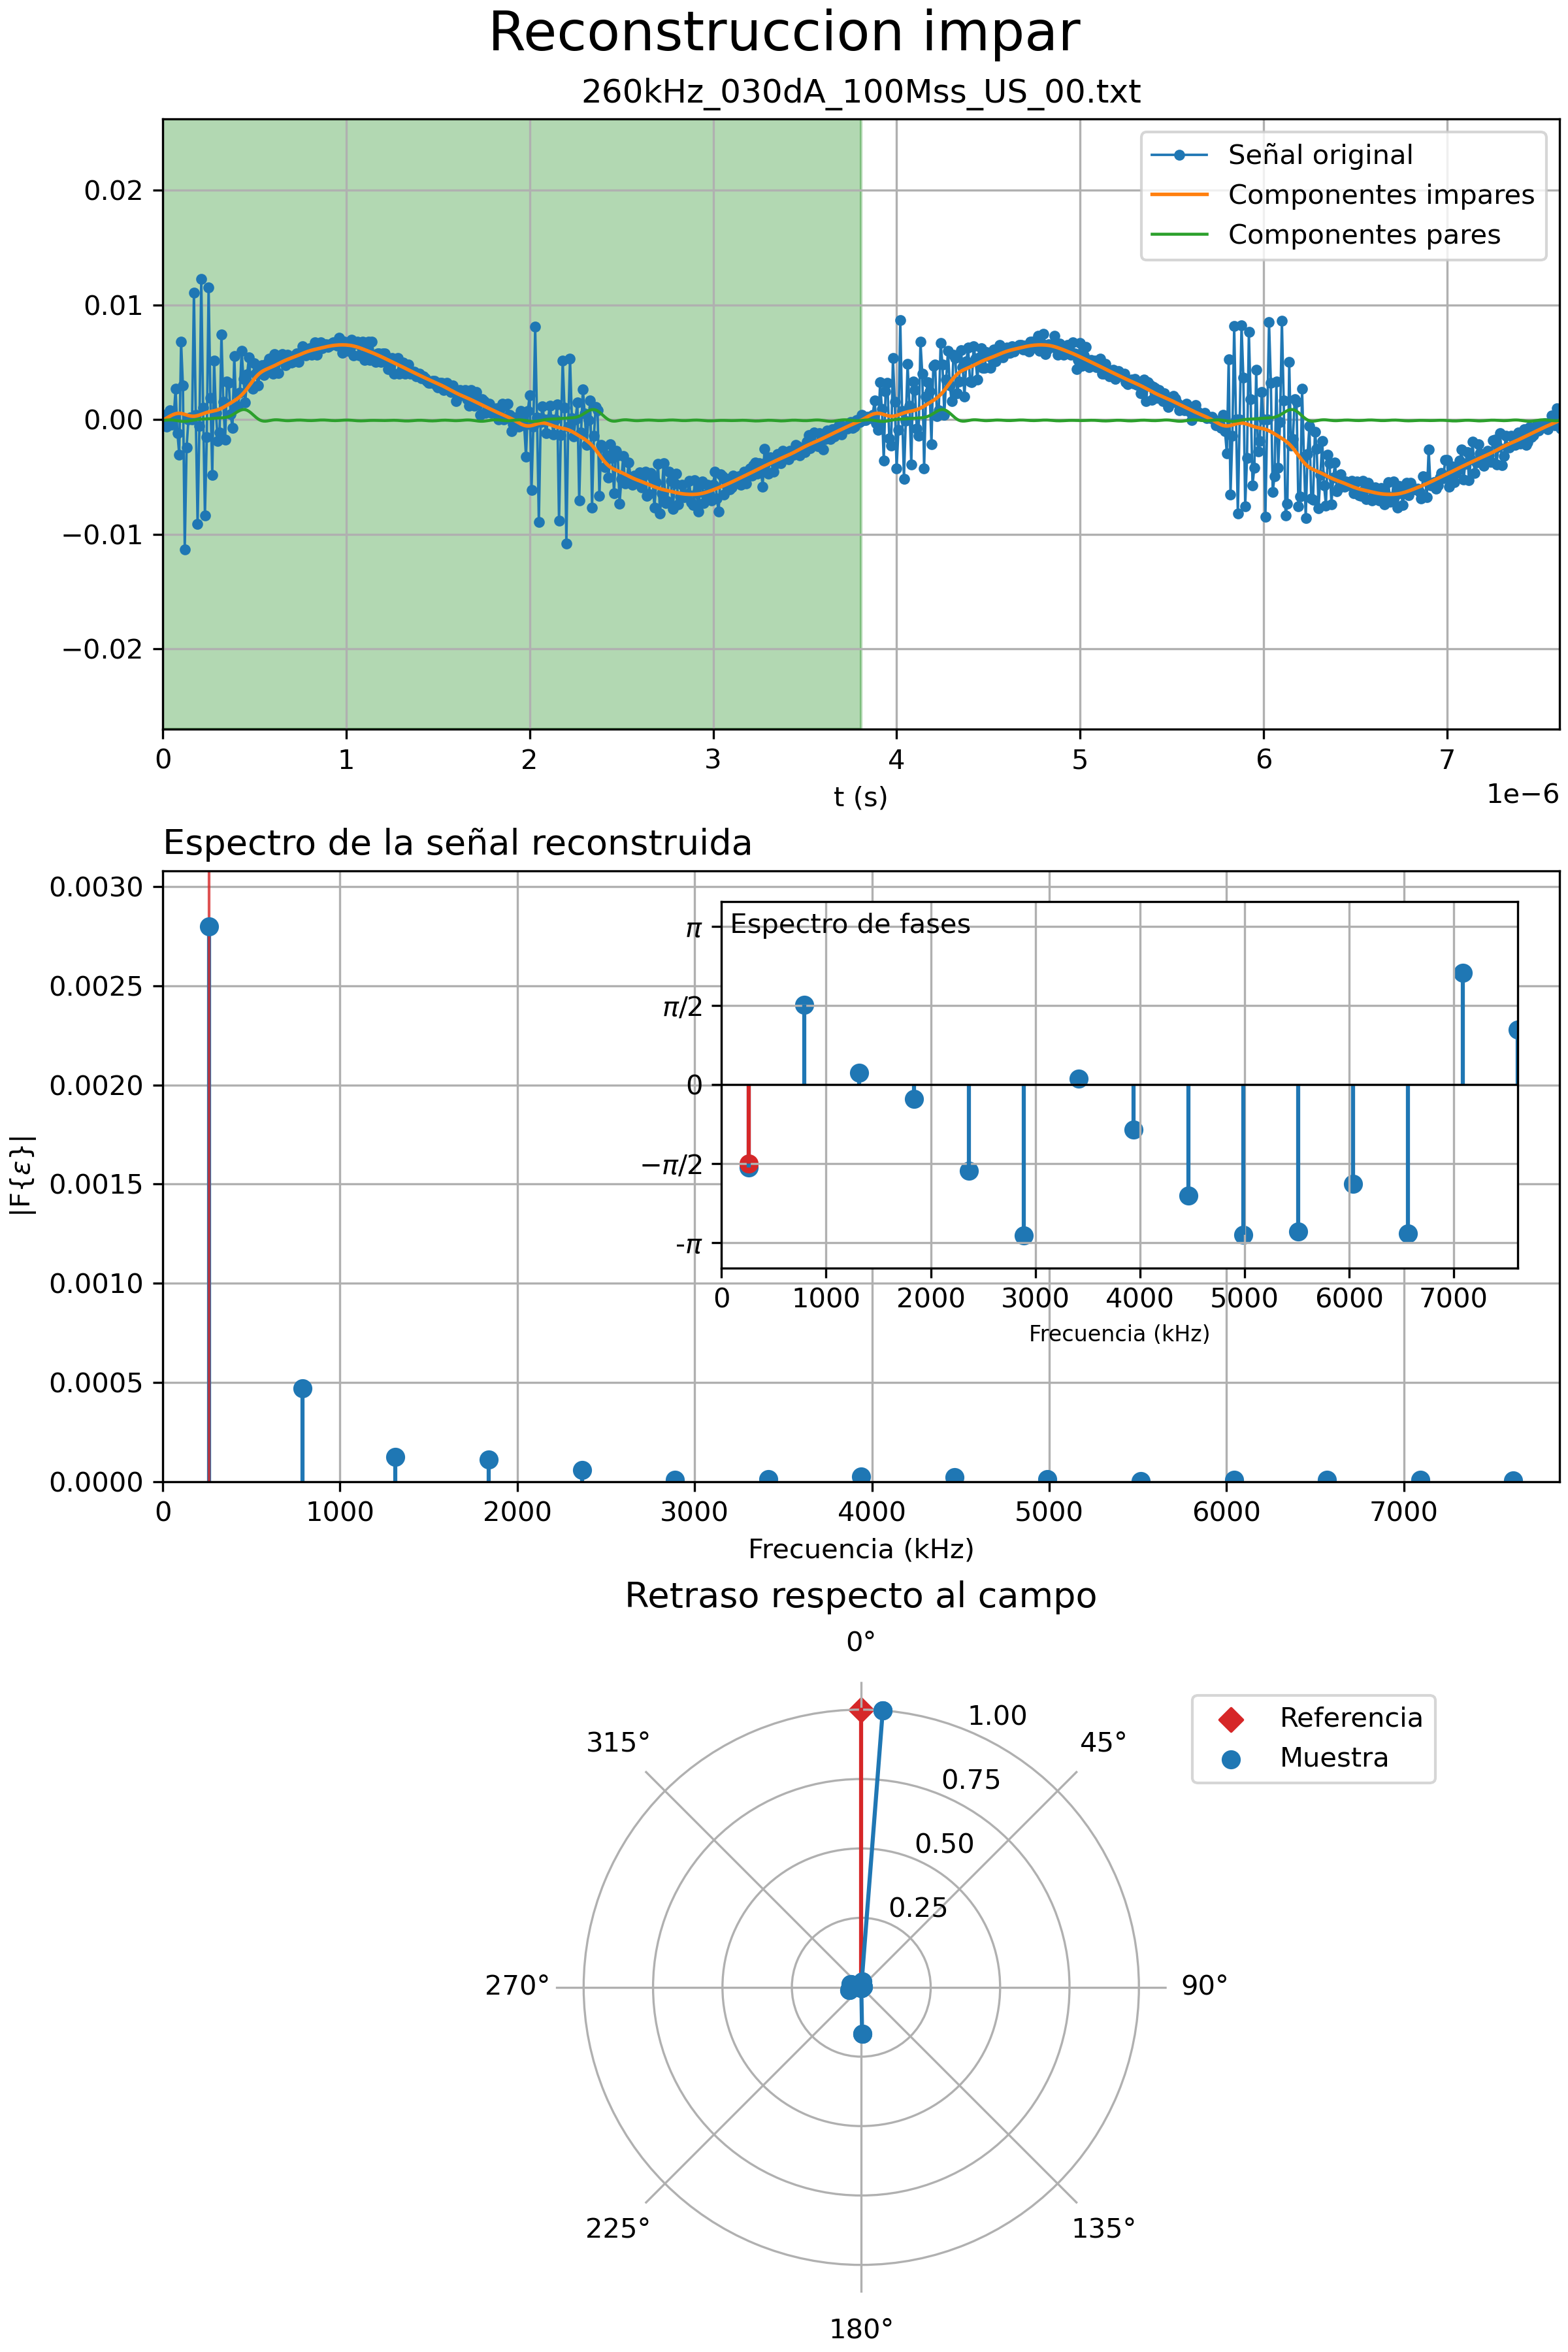 Reconstruccion impar
260kHz_030dA_100Mss_US_00.txt
Señal original
Componentes impares
Componentes pares
0.02
0.01
0.00
−0.01
−0.02
0 1 2 3 4 5 6 7
t (s)
1e−6
Espectro de la señal reconstruida
0.0030
0.0025
0.0020
0.0015
0.0010
0.0005
0.0000
|F{ε}|
Espectro de fases
π
π/2
0
−π/2
-π
0 1000 2000 3000 4000 5000 6000 7000
Frecuencia (kHz)
0 1000 2000 3000 4000 5000 6000 7000
Frecuencia (kHz)
Retraso respecto al campo
0°
Referencia
Muestra
315°
45°
1.00
0.75
0.50
0.25
270°
90°
225°
135°
180°